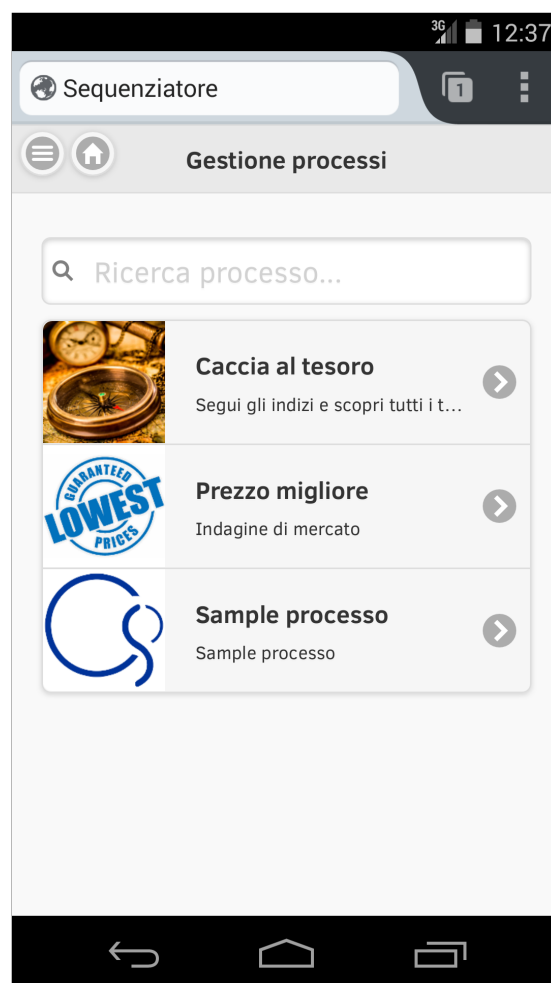 3G 12:37
Sequenziatore
1
Gestione processi
Ricerca processo...
Caccia al tesoro
Segui gli indizi e scopri tutti i t...
GUARANTEED
LOWEST
PRICES
Prezzo migliore
Indagine di mercato
Sample processo
Sample processo